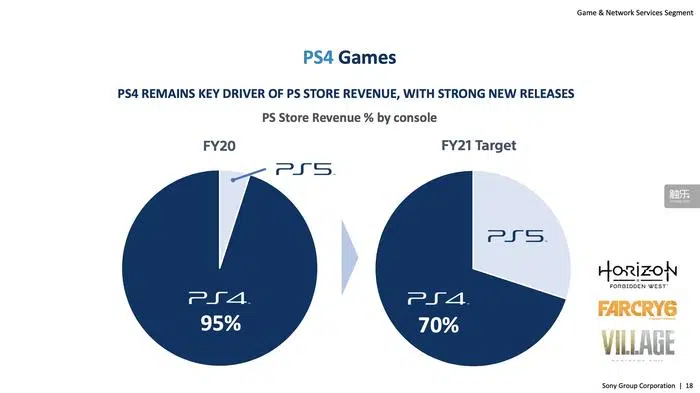 Game & Network Services Segment
PS4 Games
PS4 REMAINS KEY DRIVER OF PS STORE REVENUE, WITH STRONG NEW RELEASES
PS Store Revenue % by console
FY20
FY21 Target
PS5
PS5
PS4
95%
PS4
70%
触乐
HORIZON
FORBIDDEN WEST
FARCRY6
VILLAGE
Sony Group Corporation | 18